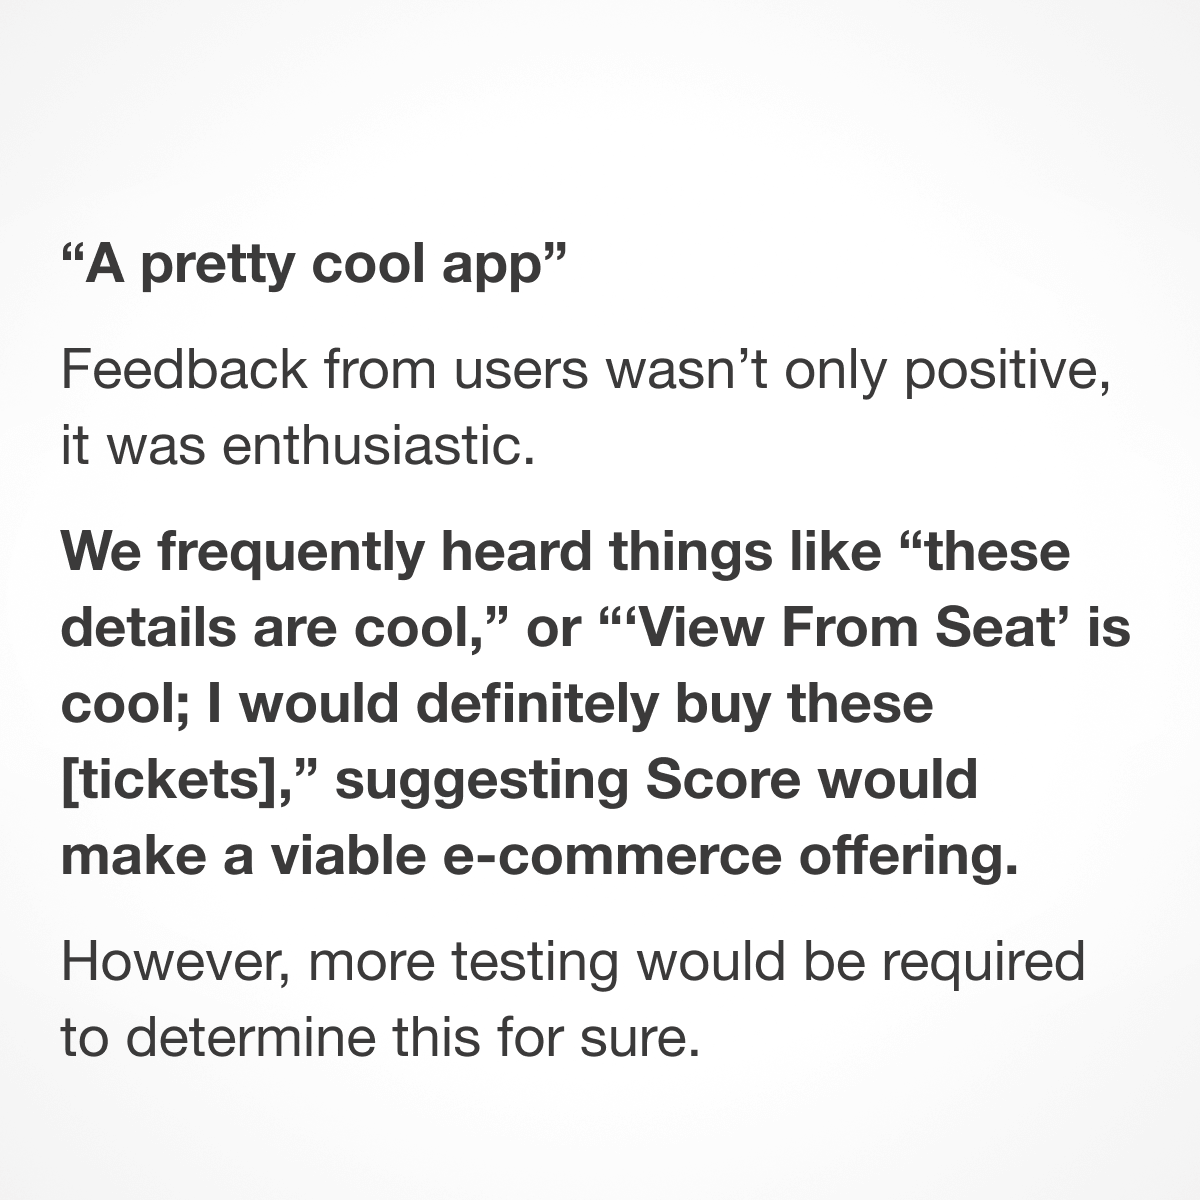 “A pretty cool app”
Feedback from users wasn’t only positive,
it was enthusiastic.
We frequently heard things like “these
details are cool,” or “‘View From Seat’ is
cool; I would definitely buy these
[tickets],” suggesting Score would
make a viable e-commerce offering.
However, more testing would be required
to determine this for sure.